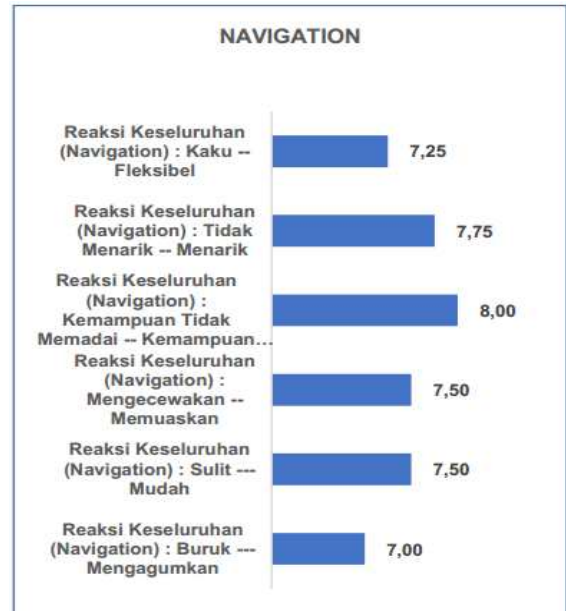 NAVIGATION
Reaksi Keseluruhan
(Navigation) : Kaku --
Fleksibel
7,25
Reaksi Keseluruhan
(Navigation) : Tidak
Menarik -- Menarik
7,75
Reaksi Keseluruhan
(Navigation) :
Kemampuan Tidak
Memadai -- Kemampuan...
8,00
Reaksi Keseluruhan
(Navigation) :
Mengecewakan --
Memuaskan
7,50
Reaksi Keseluruhan
(Navigation) : Sulit ---
Mudah
7,50
Reaksi Keseluruhan
(Navigation) : Buruk ---
Mengagumkan
7,00